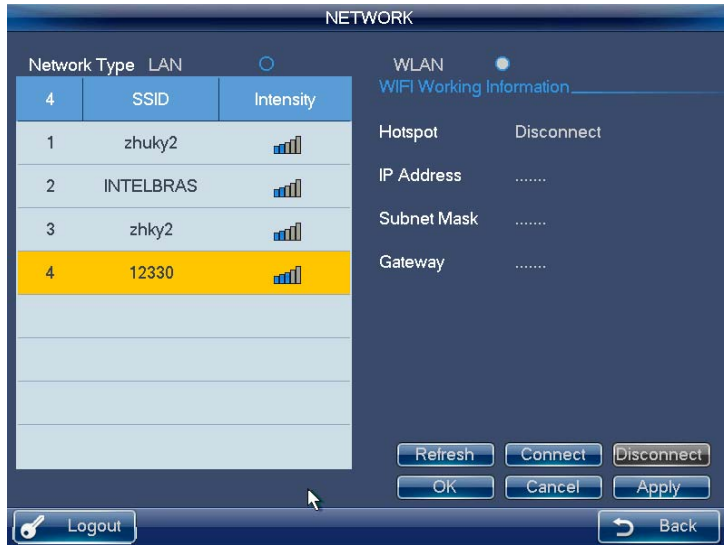 NETWORK
Network Type LAN WLAN
WIFI Working Information
4 SSID Intensity
1 zhuky2
2 INTELBRAS
3 zhky2
4 12330
Hotspot Disconnect
IP Address .......
Subnet Mask .......
Gateway .......
Refresh Connect Disconnect
OK Cancel Apply
Logout Back